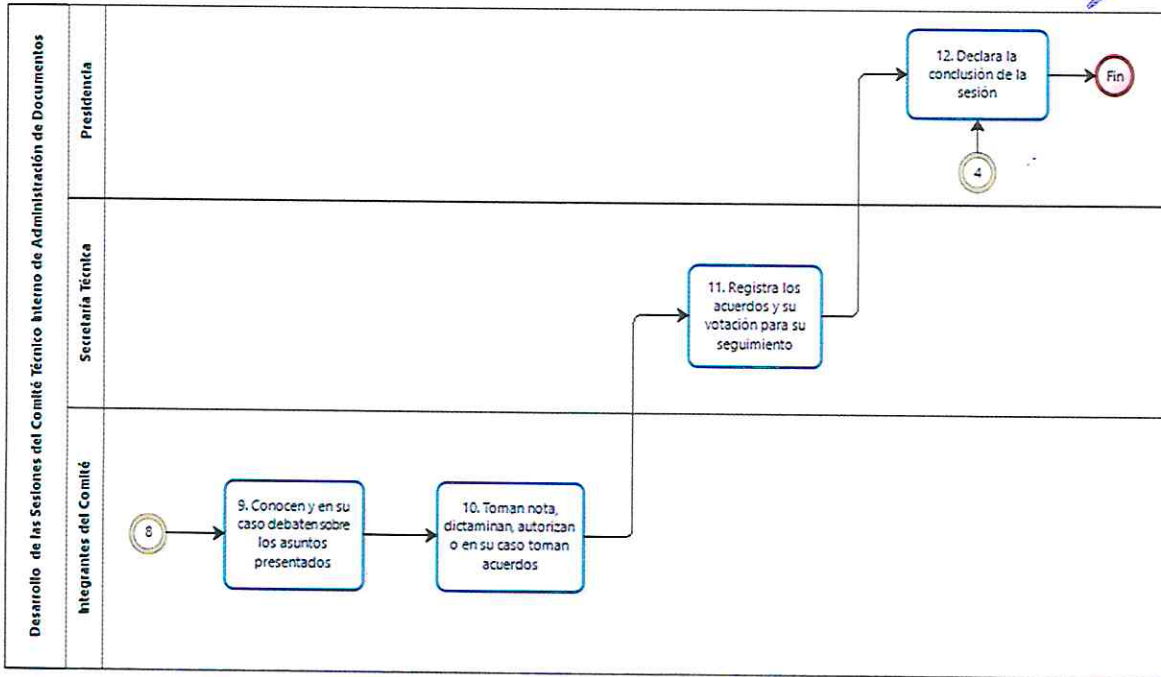 Desarrollo de las Sesiones del Comité Técnico Interno de Administración de Documentos
Presidencia
12. Declara la
conclusión de la
sesión
Fin
4
Secretaría Técnica
11. Registra los
acuerdos y su
votación para su
seguimiento
Integrantes del Comité
8
9. Conocen y en su
caso debaten sobre
los asuntos
presentados
10. Toman nota,
dictaminan, autorizan
o en su caso toman
acuerdos